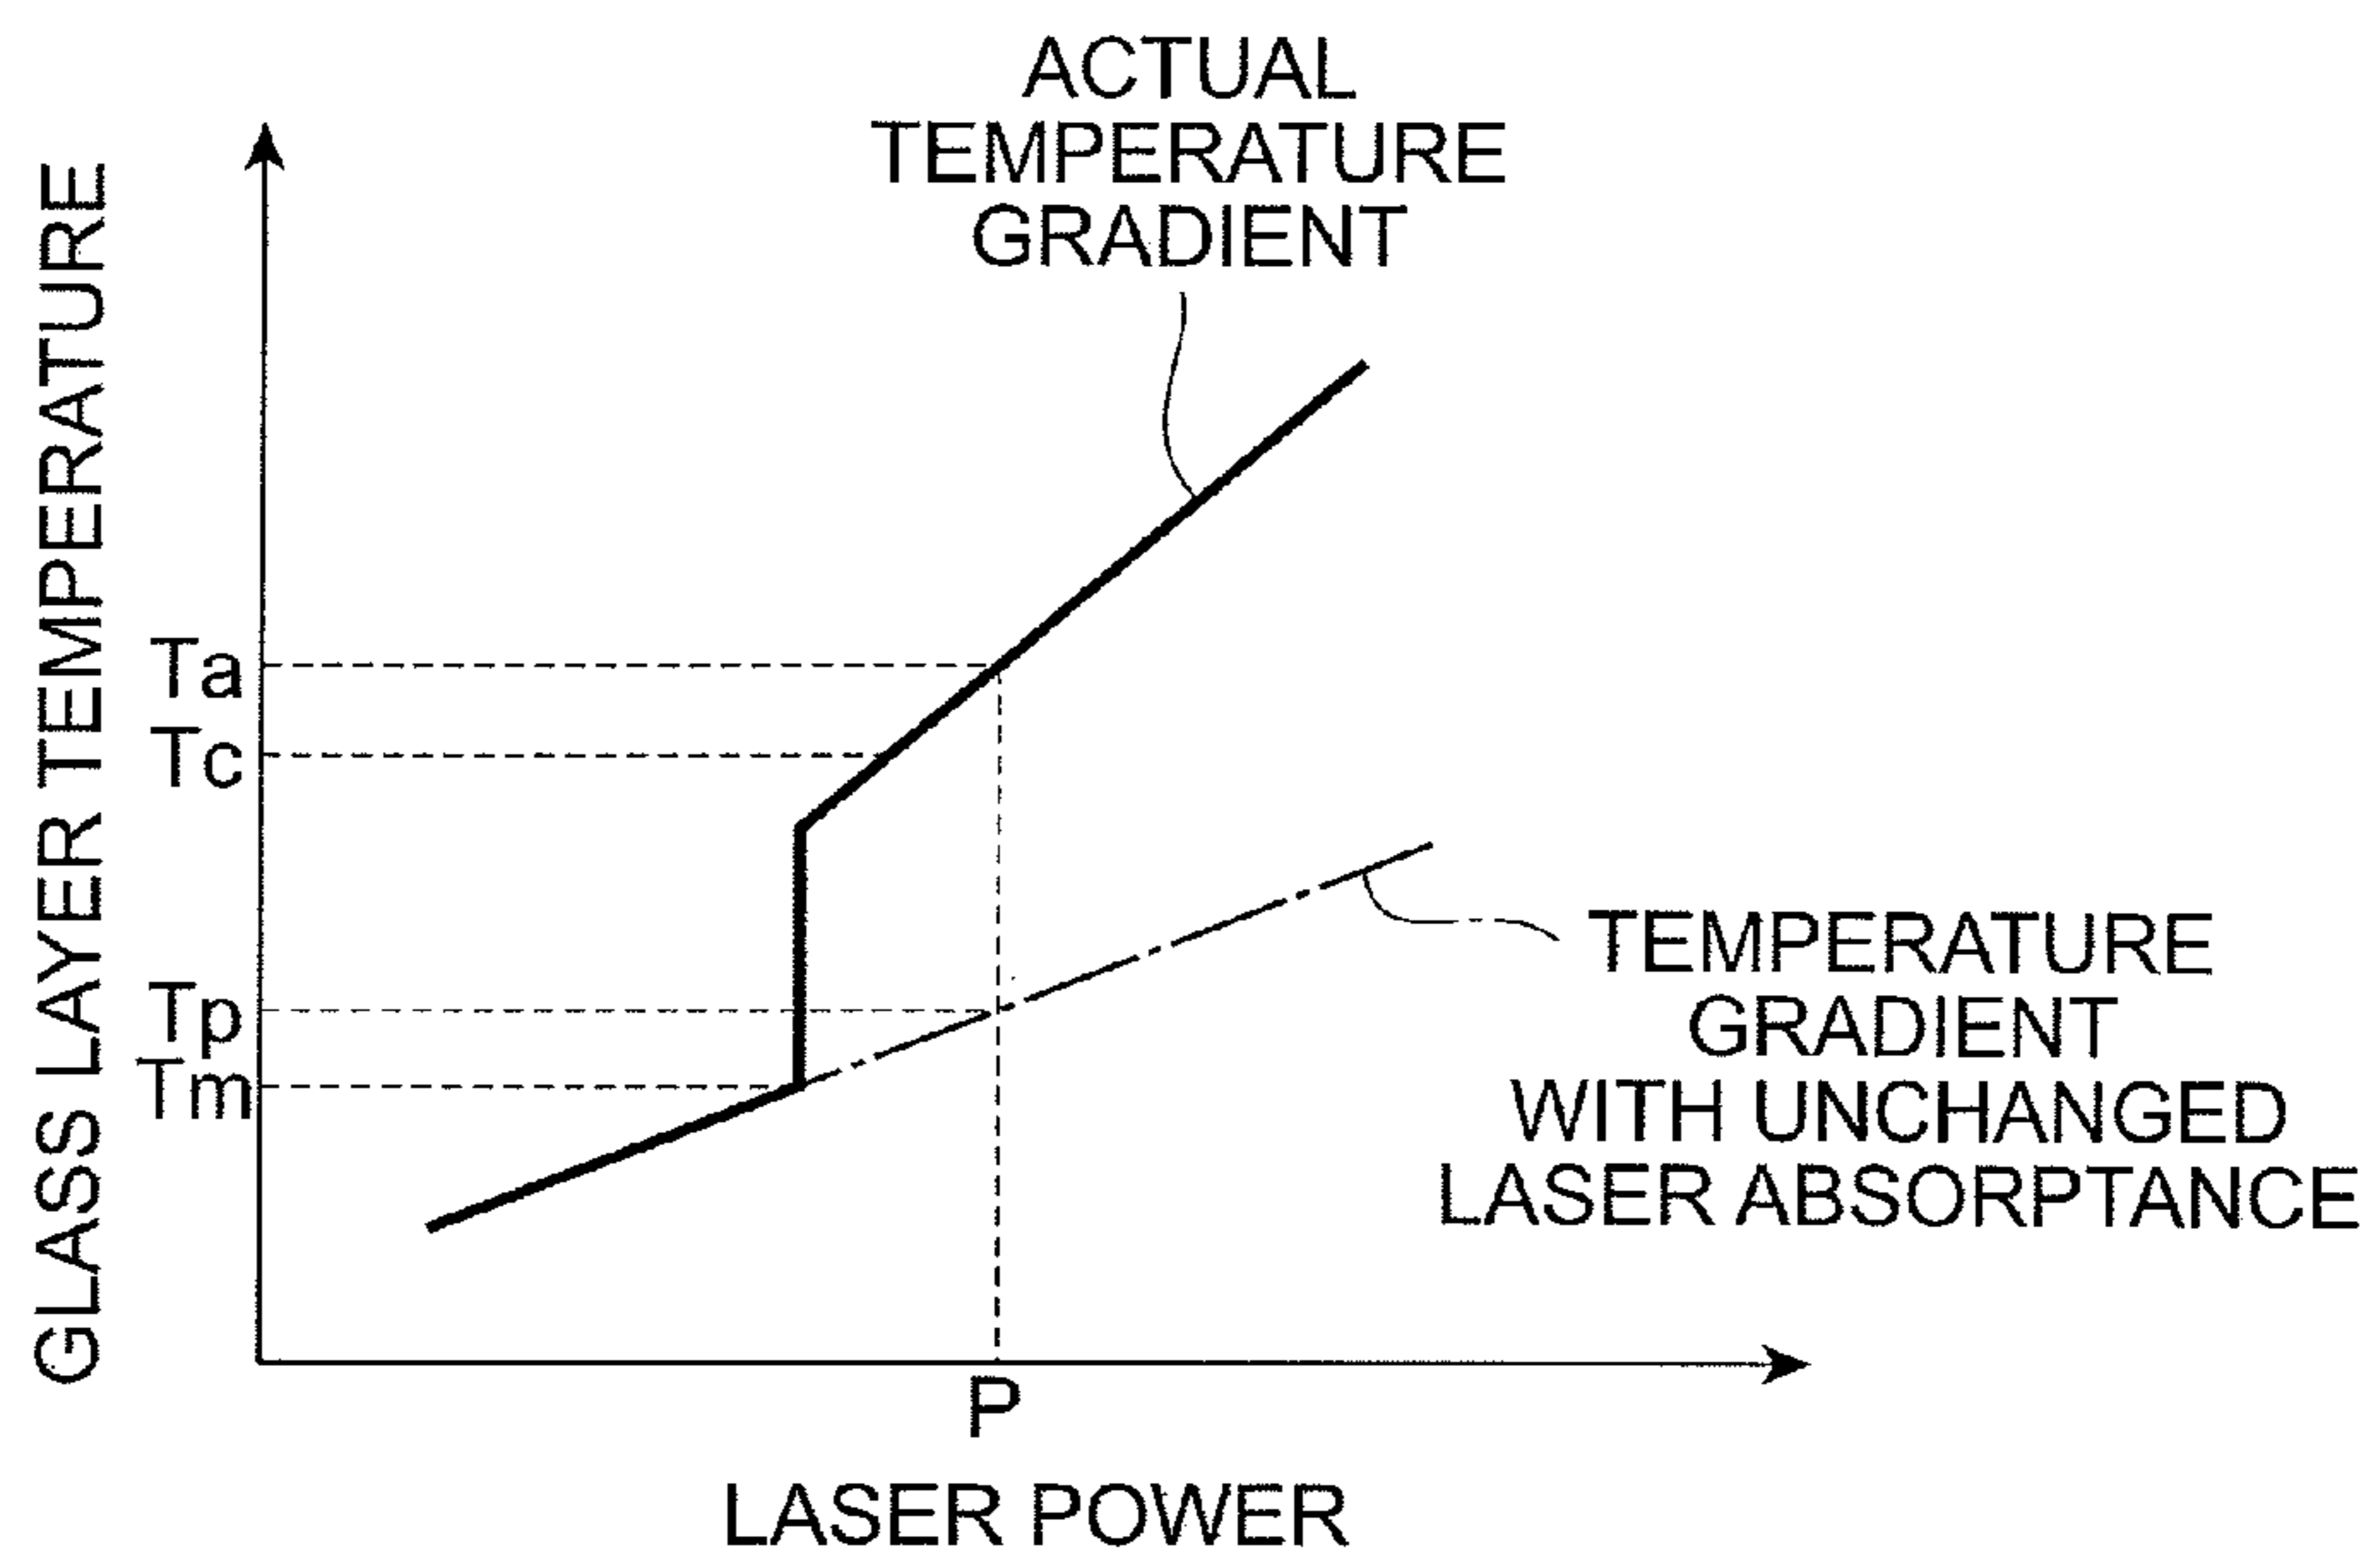 ACTUAL
TEMPERATURE
GRADIENT
GLASS LAYER TEMPERATURE
Ta
Tc
Tp
Tm
TEMPERATURE
GRADIENT
WITH UNCHANGED
LASER ABSORPTANCE
P
LASER POWER